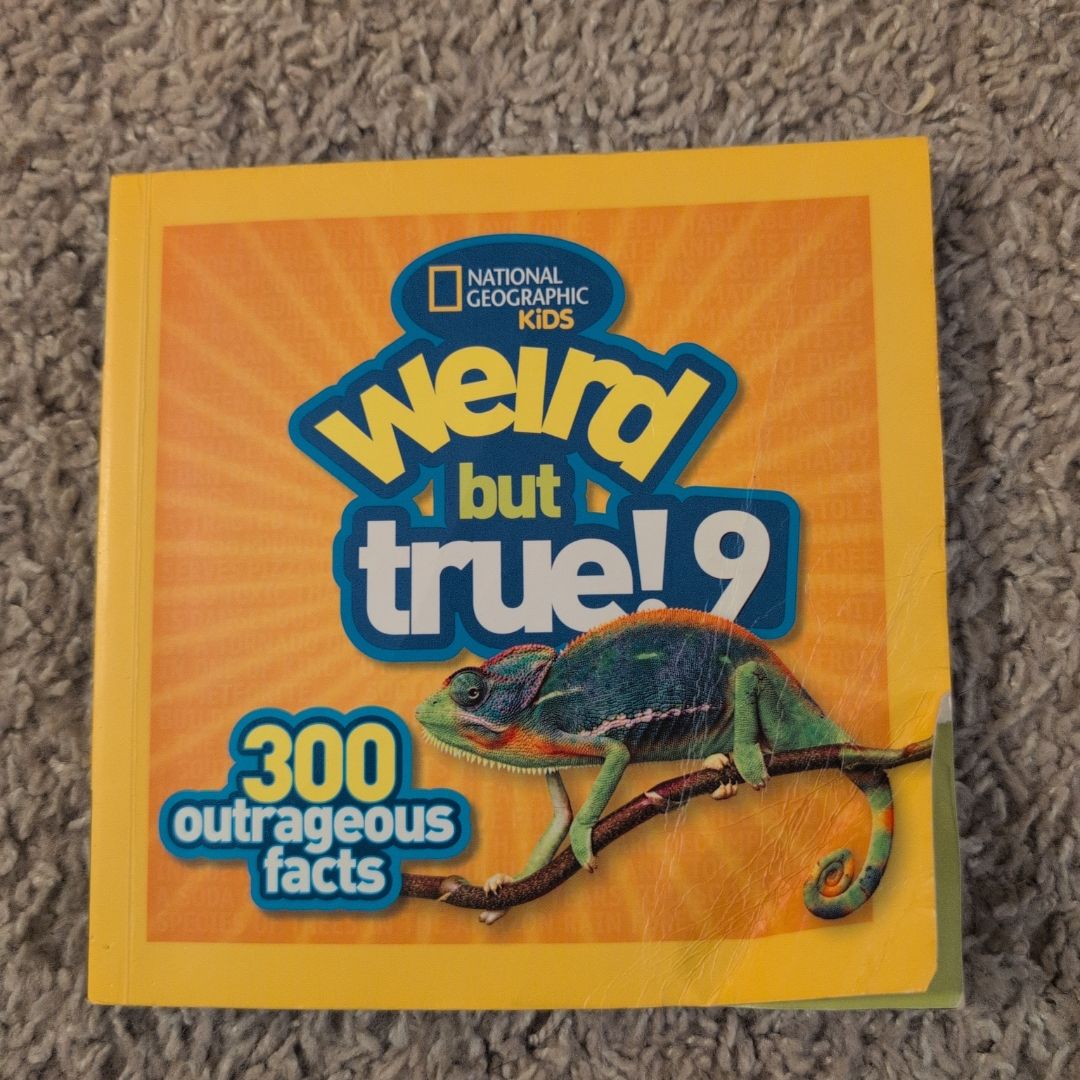 NATIONAL
GEOGRAPHIC
KiDS
weird
but
true! 9
300
outrageous
facts